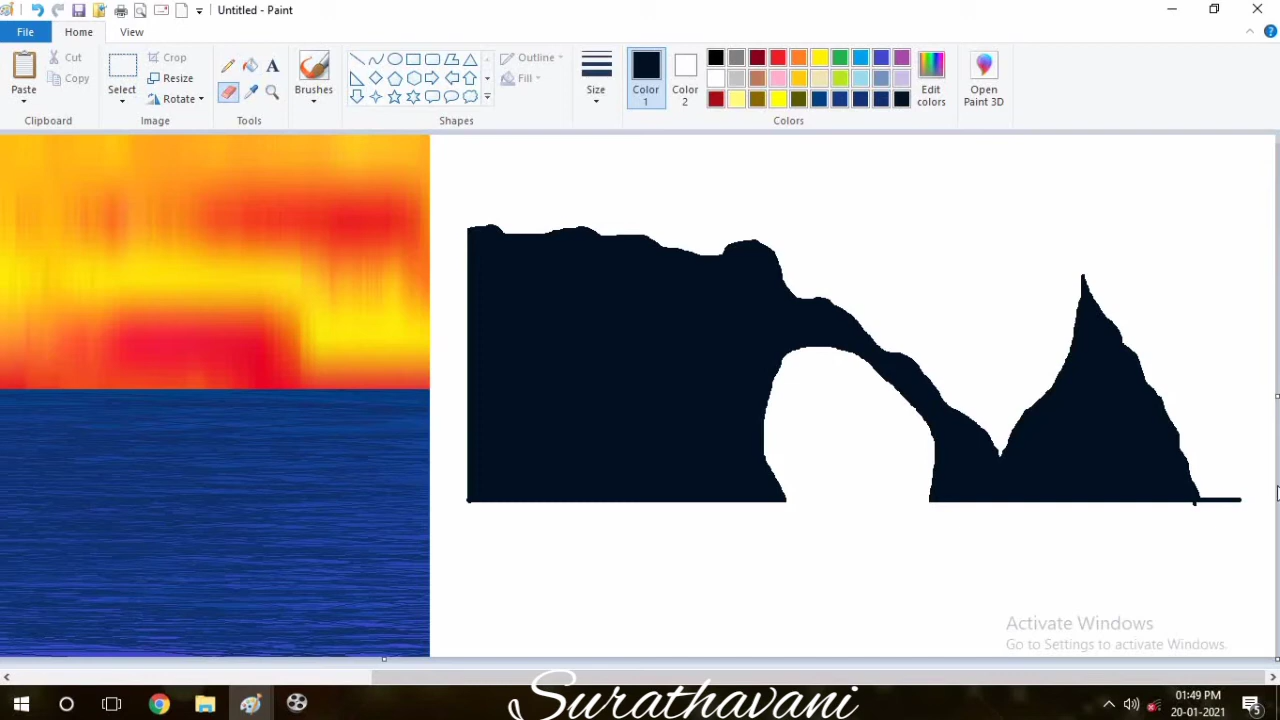 Untitled - Paint
File Home View
Paste
Cut
Copy
Clipboard
Select
Crop
Resize
Rotate
Image
A
Tools
Brushes
Outline
Fill
Shapes
Size
Color 1
Color 2
Edit colors
Colors
Open Paint 3D
Activate Windows
Go to Settings to activate Windows.
Surathavani
01:49 PM
20-01-2021
5